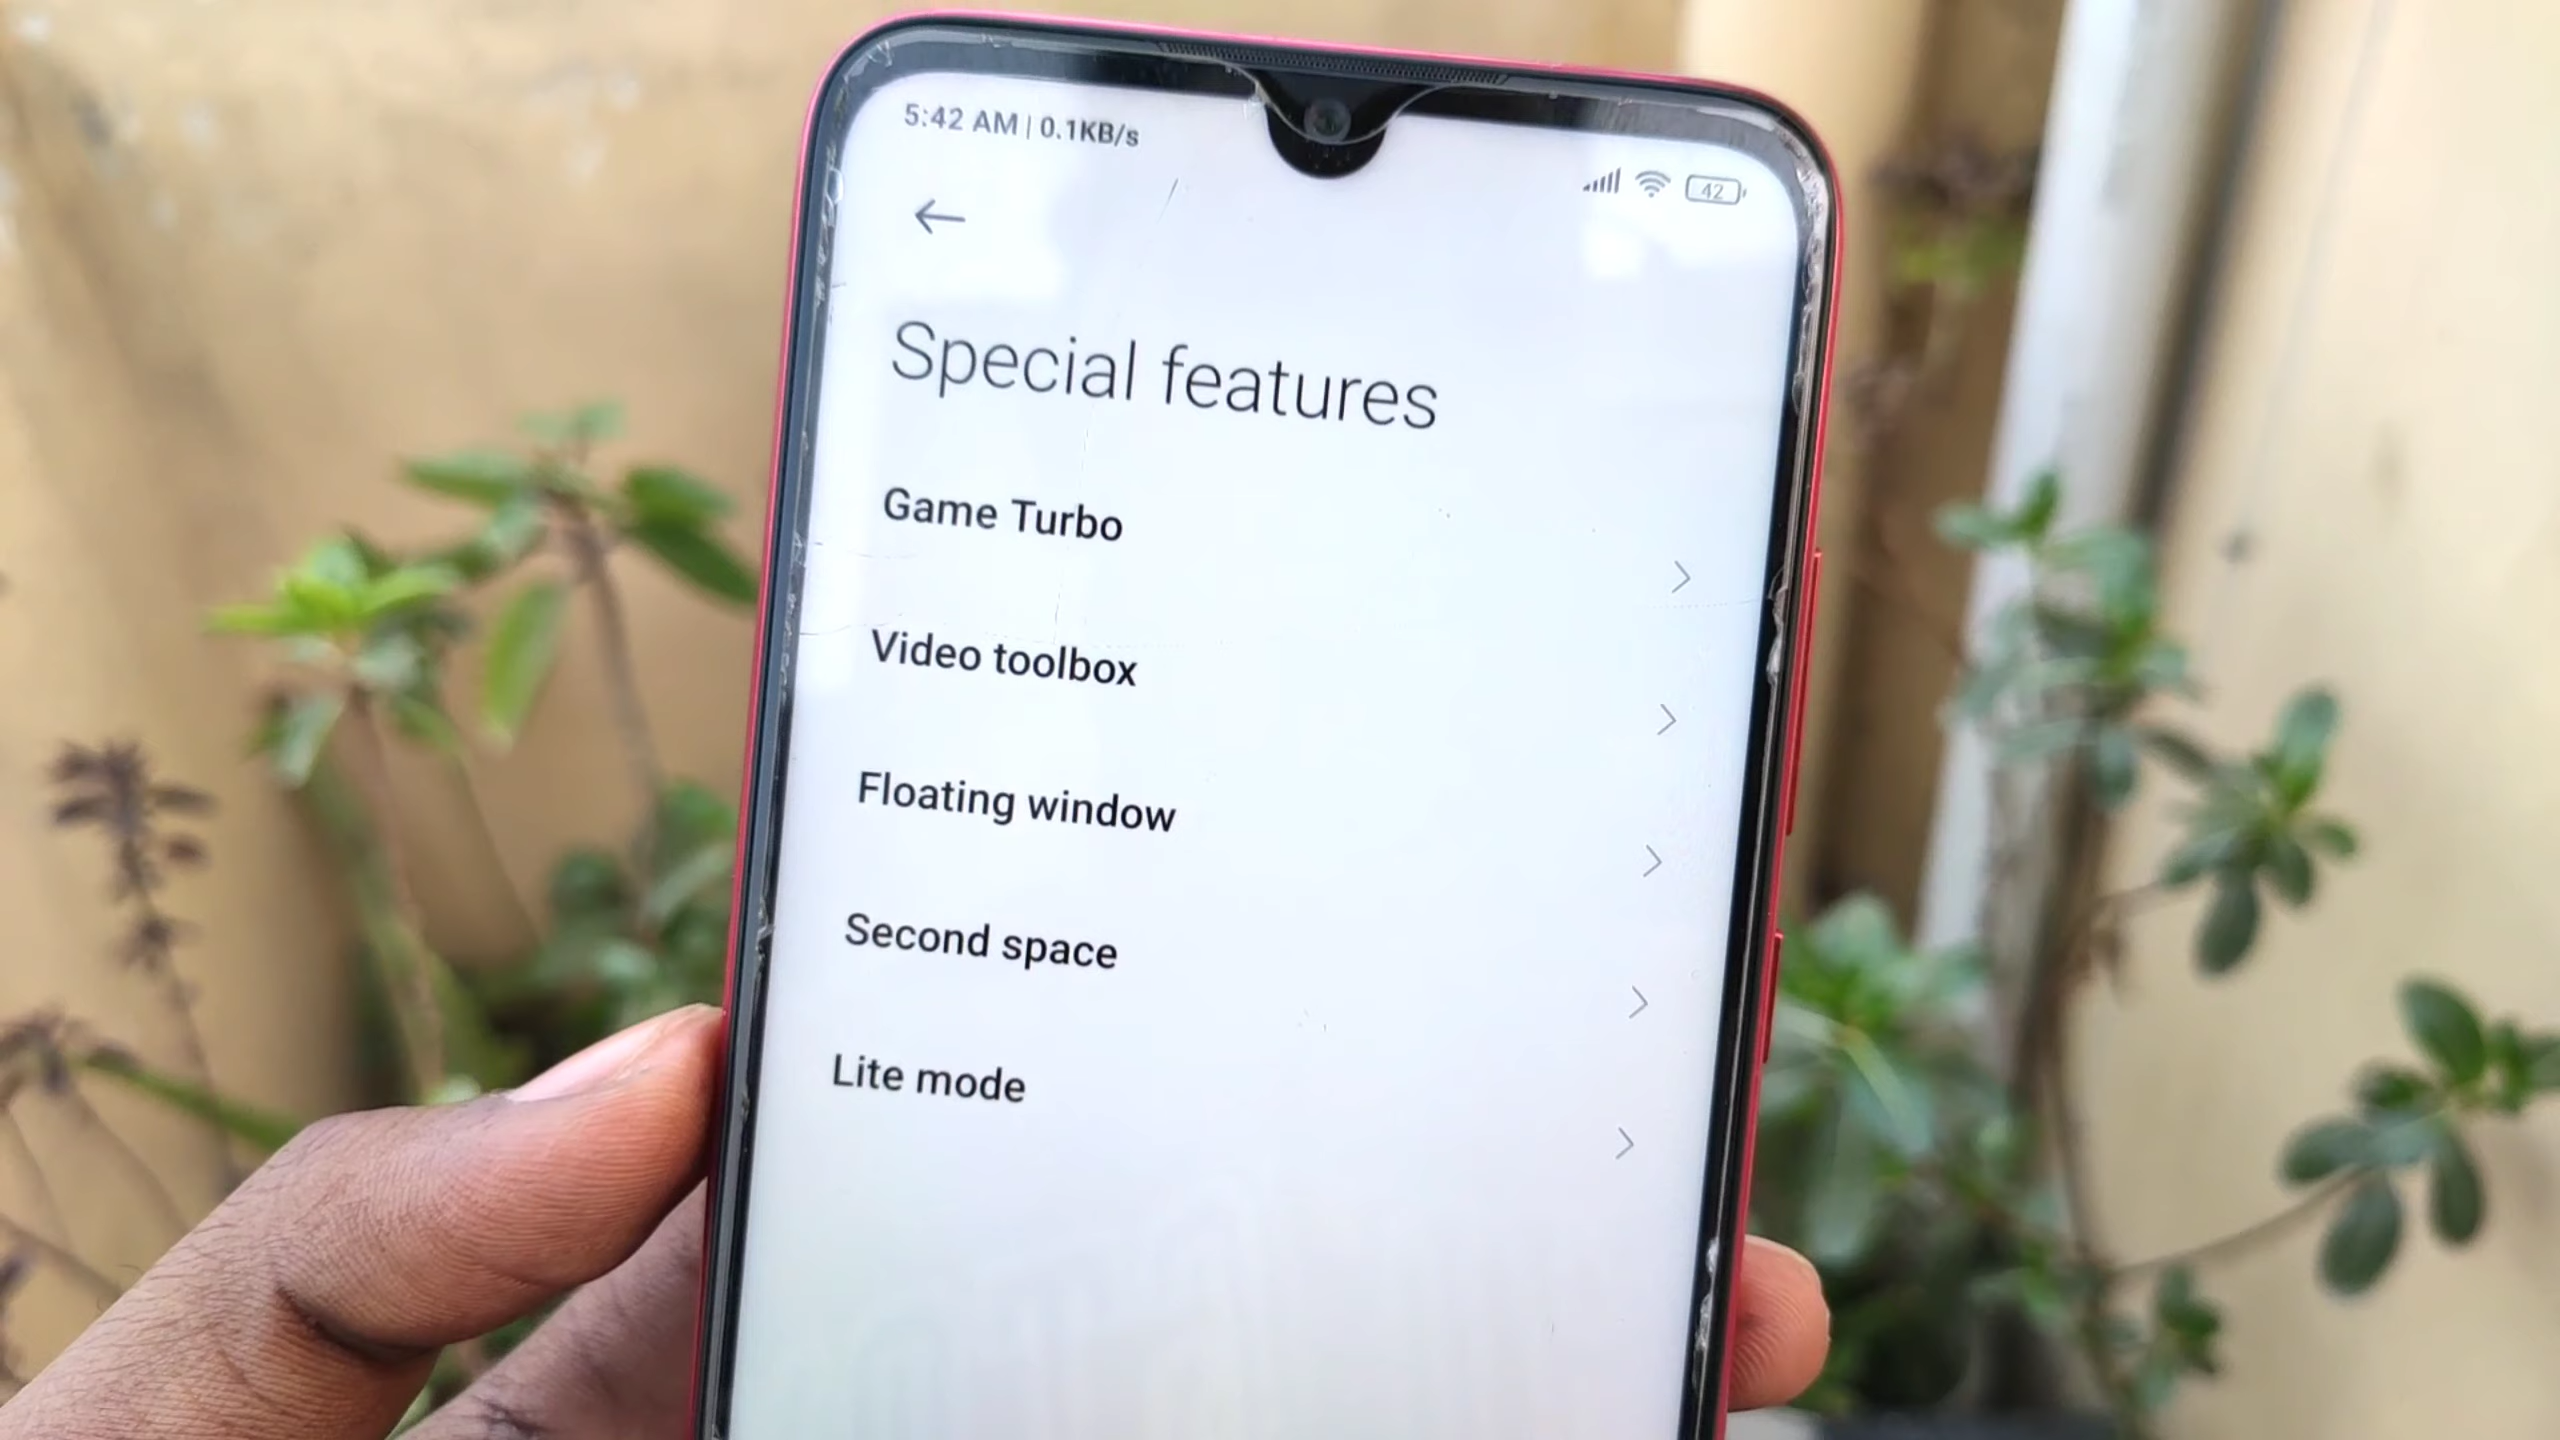 5:42 AM | 0.1KB/s
42
Special features
Game Turbo
Video toolbox
Floating window
Second space
Lite mode